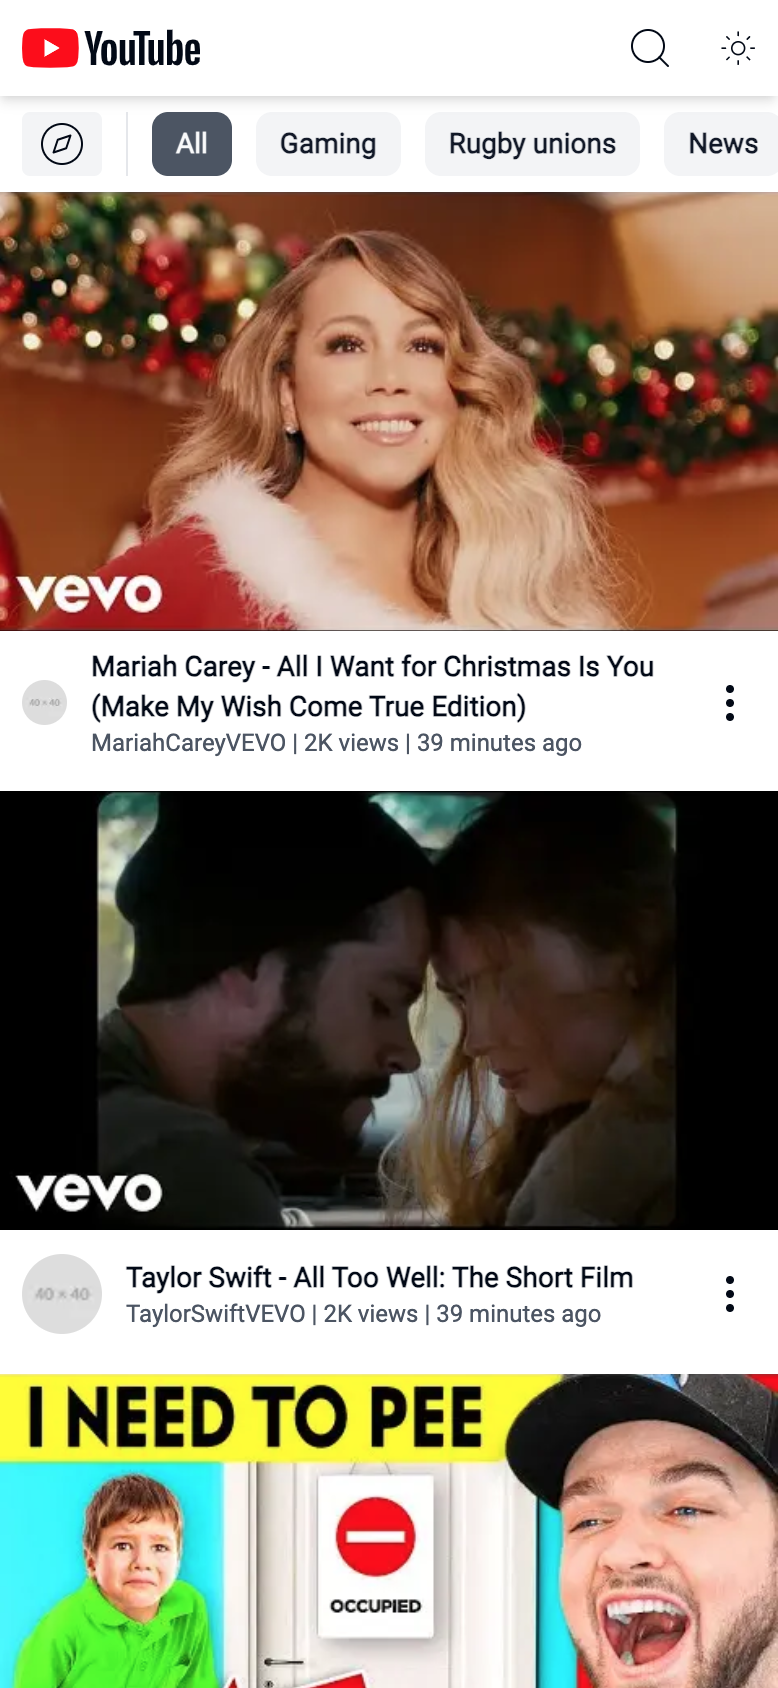 YouTube
All
Gaming
Rugby unions
News
vevo
40 × 40
Mariah Carey - All I Want for Christmas Is You
(Make My Wish Come True Edition)
MariahCareyVEVO | 2K views | 39 minutes ago
vevo
40 × 40
Taylor Swift - All Too Well: The Short Film
TaylorSwiftVEVO | 2K views | 39 minutes ago
I NEED TO PEE
OCCUPIED